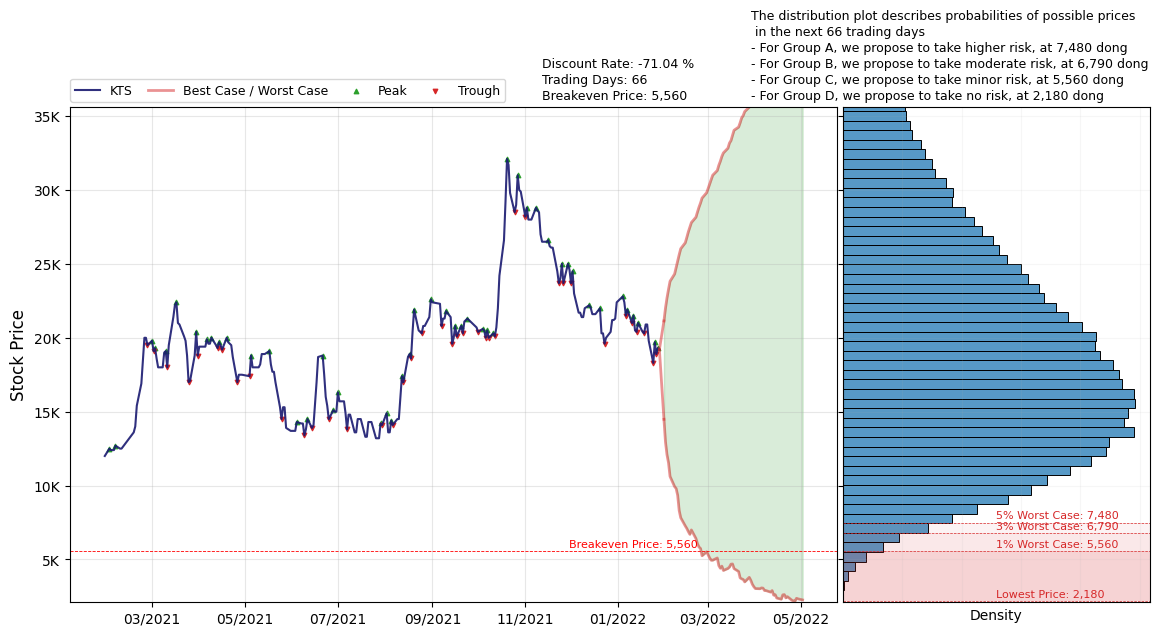 The distribution plot describes probabilities of possible prices
in the next 66 trading days
- For Group A, we propose to take higher risk, at 7,480 dong
- For Group B, we propose to take moderate risk, at 6,790 dong
- For Group C, we propose to take minor risk, at 5,560 dong
- For Group D, we propose to take no risk, at 2,180 dong
Discount Rate: -71.04 %
Trading Days: 66
Breakeven Price: 5,560
KTS
Best Case / Worst Case
Peak
Trough
Stock Price
35K
30K
25K
20K
15K
10K
5K
Breakeven Price: 5,560
03/2021
05/2021
07/2021
09/2021
11/2021
01/2022
03/2022
05/2022
5% Worst Case: 7,480
3% Worst Case: 6,790
1% Worst Case: 5,560
Lowest Price: 2,180
Density